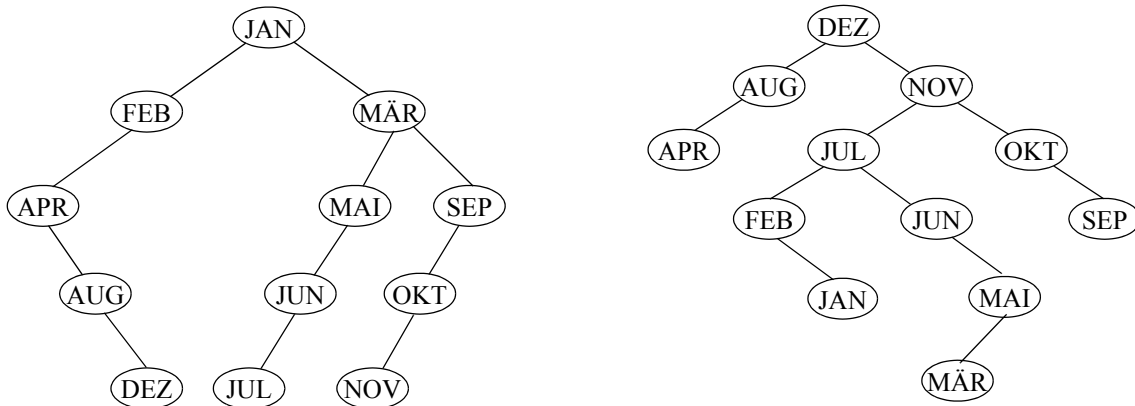 JAN
FEB MÄR
APR MAI SEP
AUG JUN OKT
DEZ JUL NOV
DEZ
AUG NOV
APR JUL OKT
FEB JUN SEP
JAN MAI
MÄR